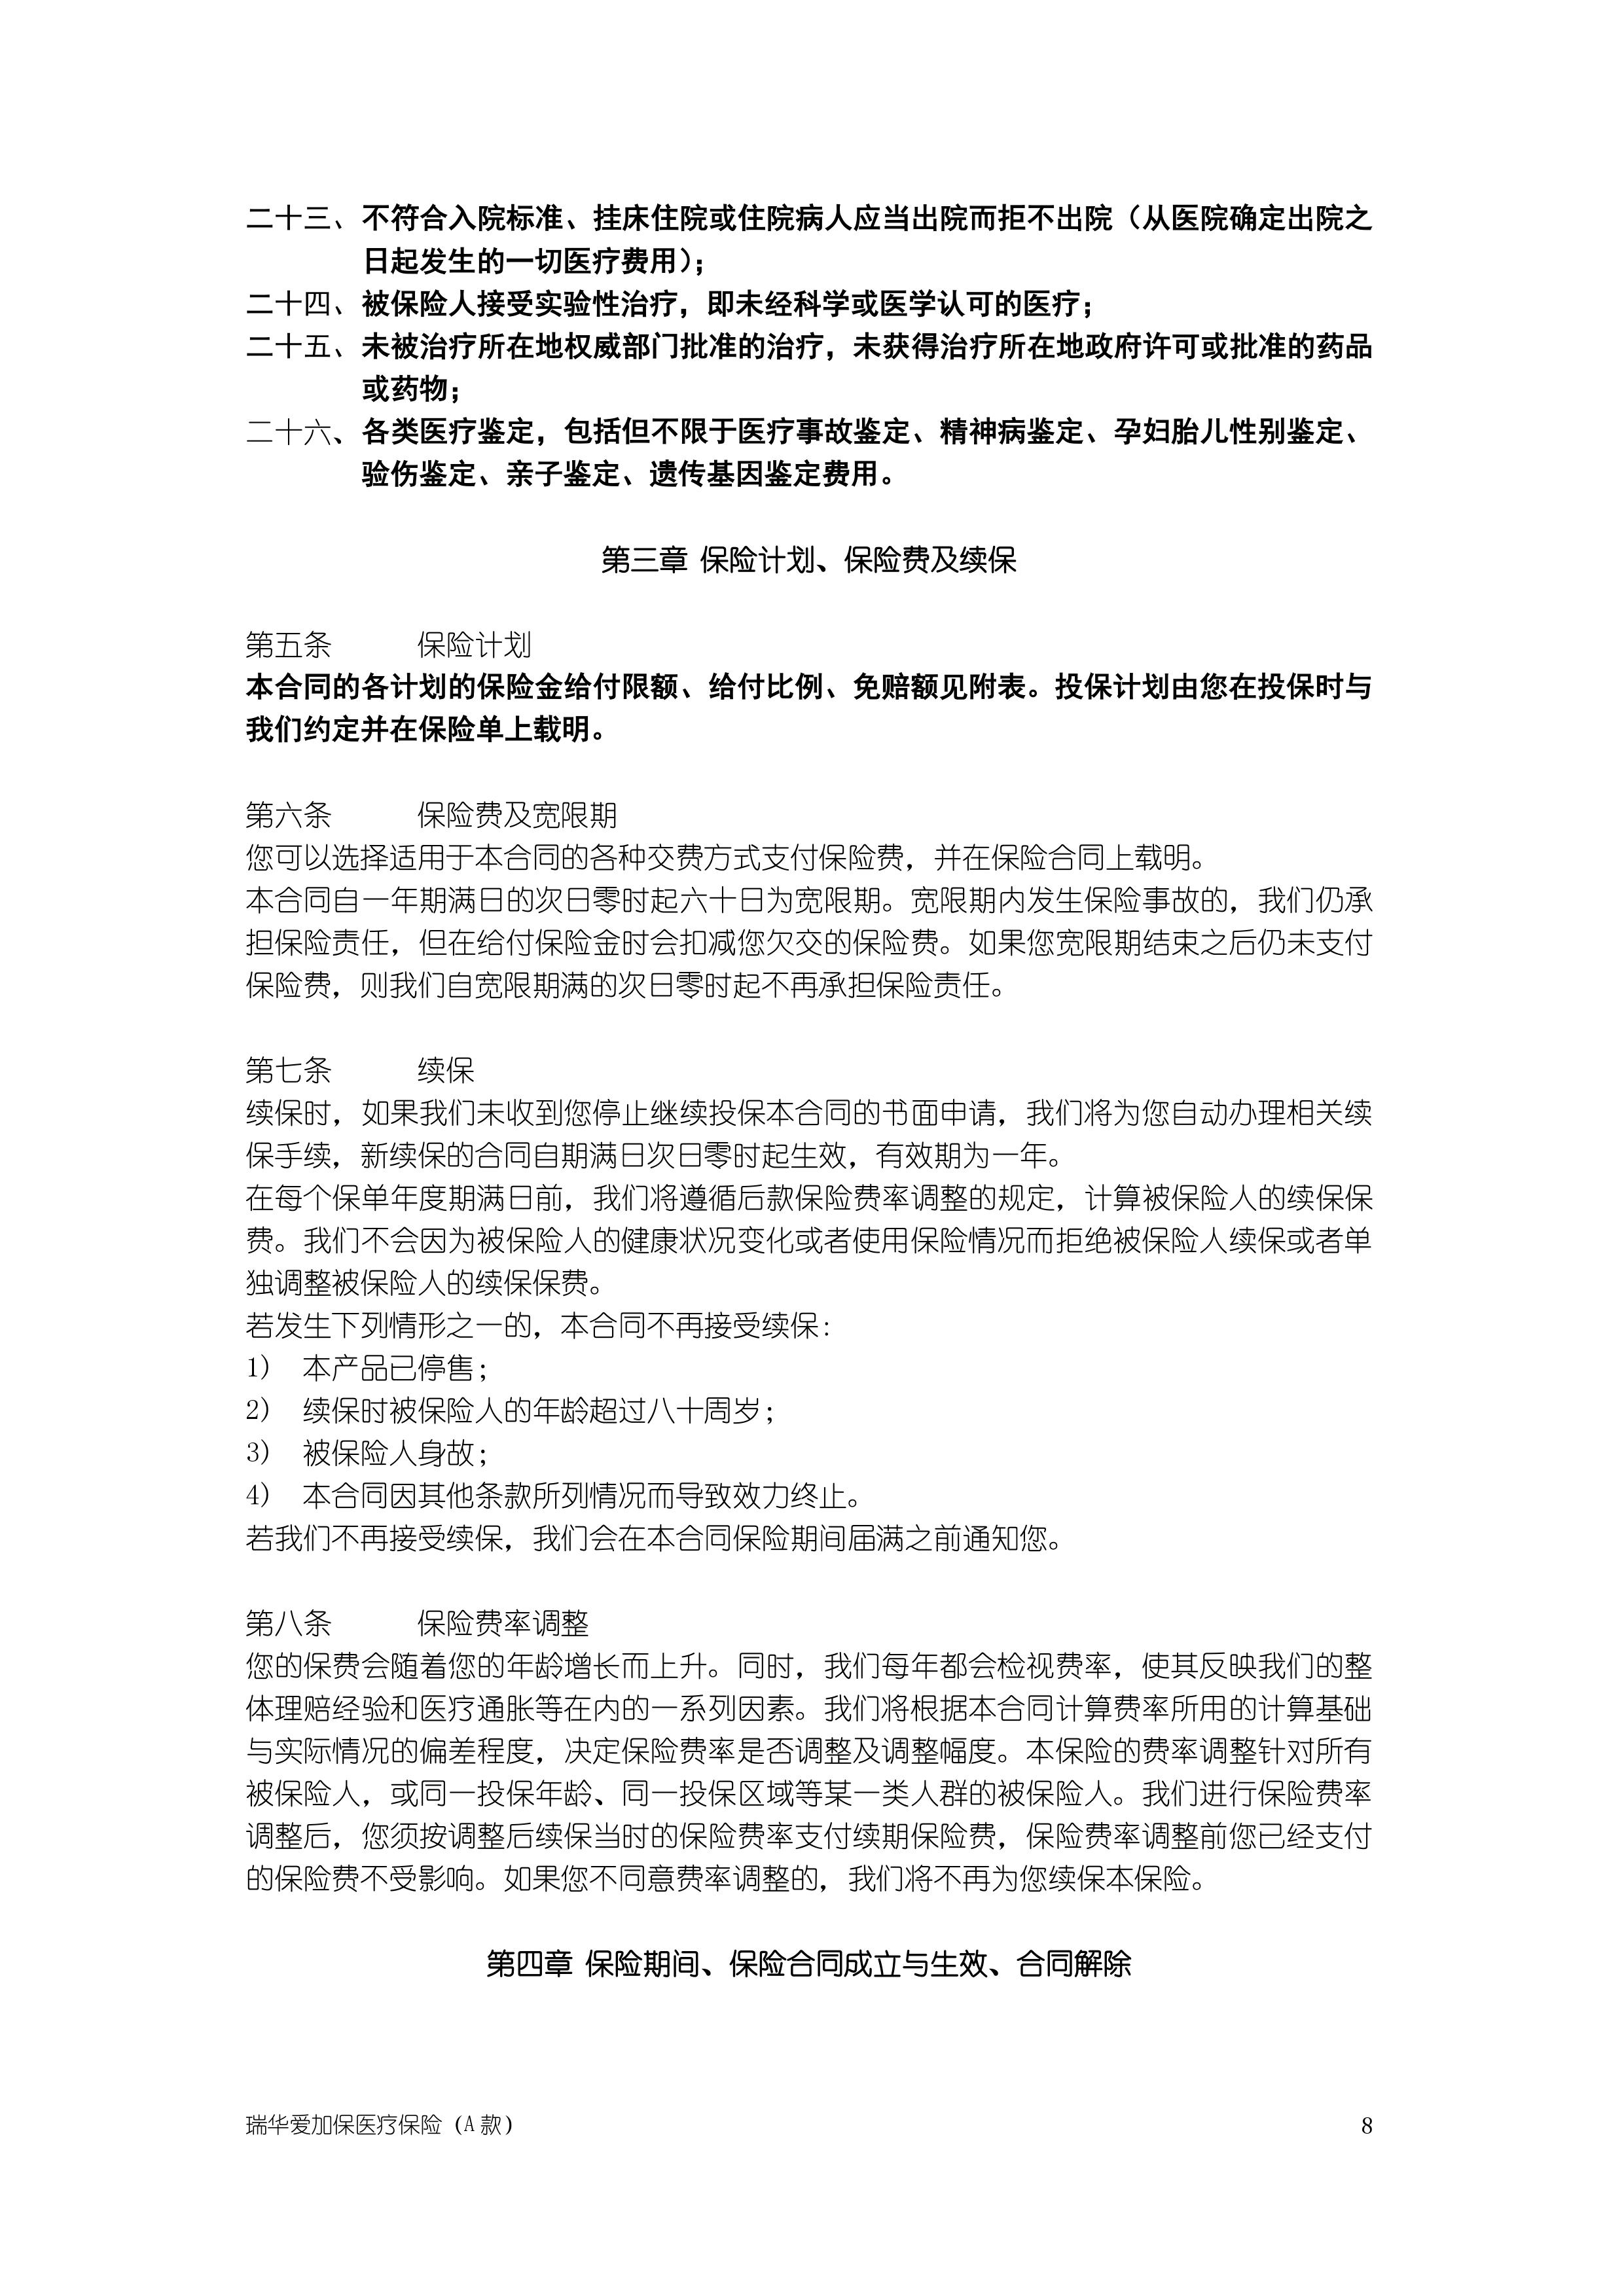 二十三、不符合入院标准、挂床住院或住院病人应当出院而拒不出院（从医院确定出院之
日起发生的一切医疗费用）；
二十四、被保险人接受实验性治疗，即未经科学或医学认可的医疗；
二十五、未被治疗所在地权威部门批准的治疗，未获得治疗所在地政府许可或批准的药品
或药物；
二十六、各类医疗鉴定，包括但不限于医疗事故鉴定、精神病鉴定、孕妇胎儿性别鉴定、
验伤鉴定、亲子鉴定、遗传基因鉴定费用。
第三章 保险计划、保险费及续保
第五条 保险计划
本合同的各计划的保险金给付限额、给付比例、免赔额见附表。投保计划由您在投保时与
我们约定并在保险单上载明。
第六条 保险费及宽限期
您可以选择适用于本合同的各种交费方式支付保险费，并在保险合同上载明。
本合同自一年期满日的次日零时起六十日为宽限期。宽限期内发生保险事故的，我们仍承
担保险责任，但在给付保险金时会扣减您欠交的保险费。如果您宽限期结束之后仍未支付
保险费，则我们自宽限期满的次日零时起不再承担保险责任。
第七条 续保
续保时，如果我们未收到您停止继续投保本合同的书面申请，我们将为您自动办理相关续
保手续，新续保的合同自期满日次日零时起生效，有效期为一年。
在每个保单年度期满日前，我们将遵循后款保险费率调整的规定，计算被保险人的续保保
费。我们不会因为被保险人的健康状况变化或者使用保险情况而拒绝被保险人续保或者单
独调整被保险人的续保保费。
若发生下列情形之一的，本合同不再接受续保：
1） 本产品已停售；
2） 续保时被保险人的年龄超过八十周岁；
3） 被保险人身故；
4） 本合同因其他条款所列情况而导致效力终止。
若我们不再接受续保，我们会在本合同保险期间届满之前通知您。
第八条 保险费率调整
您的保费会随着您的年龄增长而上升。同时，我们每年都会检视费率，使其反映我们的整
体理赔经验和医疗通胀等在内的一系列因素。我们将根据本合同计算费率所用的计算基础
与实际情况的偏差程度，决定保险费率是否调整及调整幅度。本保险的费率调整针对所有
被保险人，或同一投保年龄、同一投保区域等某一类人群的被保险人。我们进行保险费率
调整后，您须按调整后续保当时的保险费率支付续期保险费，保险费率调整前您已经支付
的保险费不受影响。如果您不同意费率调整的，我们将不再为您续保本保险。
第四章 保险期间、保险合同成立与生效、合同解除
瑞华爱加保医疗保险（A 款） 8